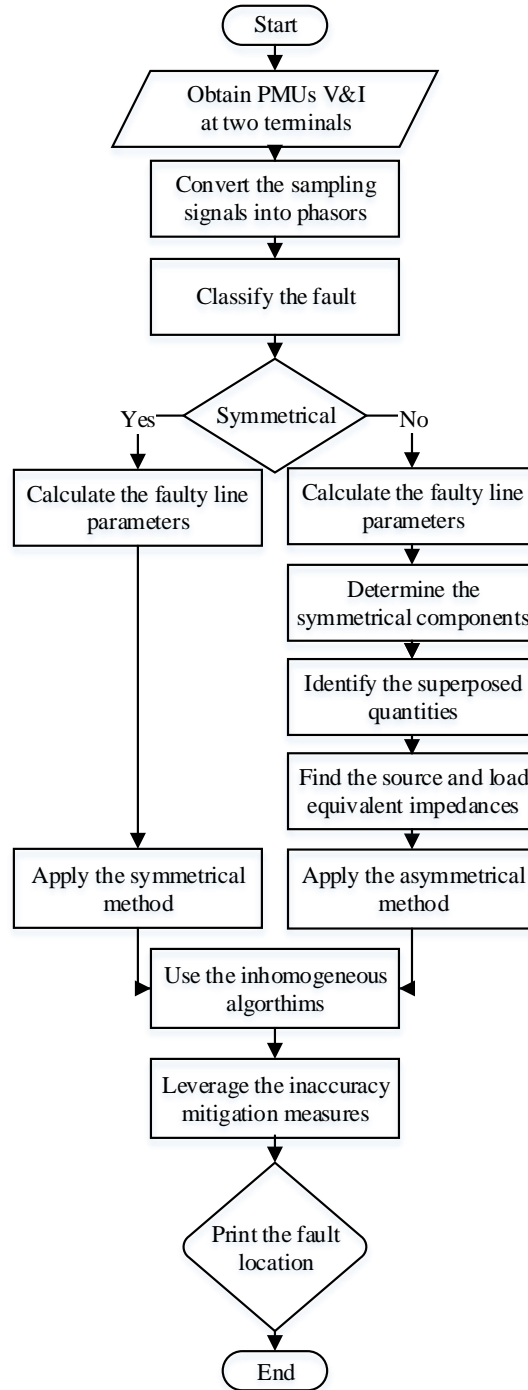 Start
Obtain PMUs V&I
at two terminals
Convert the sampling
signals into phasors
Classify the fault
Symmetrical
Yes
No
Calculate the faulty line
parameters
Calculate the faulty line
parameters
Determine the
symmetrical components
Identify the superposed
quantities
Find the source and load
equivalent impedances
Apply the symmetrical
method
Apply the asymmetrical
method
Use the inhomogeneous
algorthims
Leverage the inaccuracy
mitigation measures
Print the fault
location
End